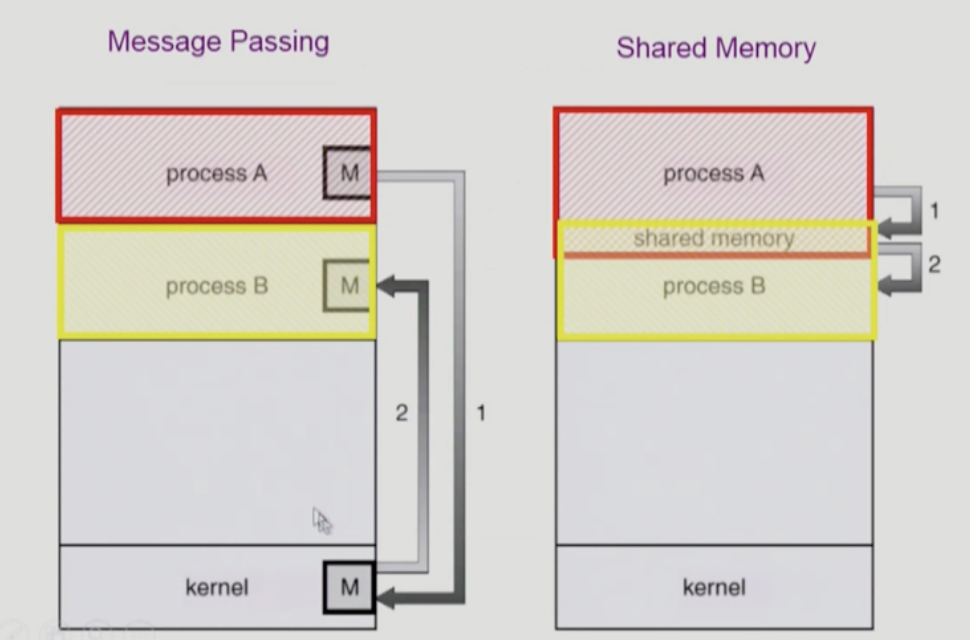 Message Passing
process A
M
process B
M
2
1
kernel
M
Shared Memory
process A
1
shared memory
2
process B
kernel